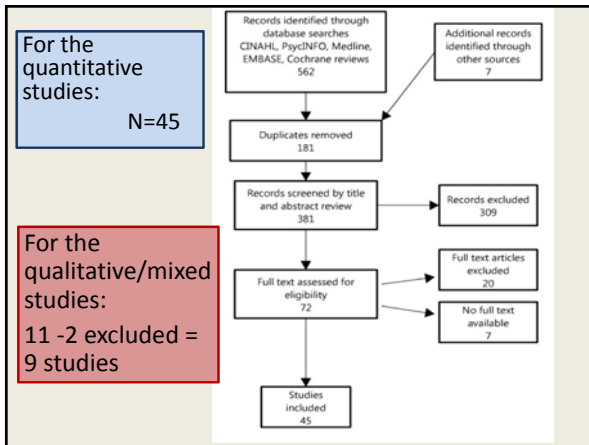 For the
quantitative
studies:
N=45
For the
qualitative/mixed
studies:
11 -2 excluded =
9 studies
Records identified through
database searches
CINAHL, PsycINFO, Medline,
EMBASE, Cochrane reviews
562
Additional records
identified through
other sources
7
Duplicates removed
181
Records screened by title
and abstract review
381
Records excluded
309
Full text assessed for
eligibility
72
Full text articles
excluded
20
No full text
available
7
Studies
included
45